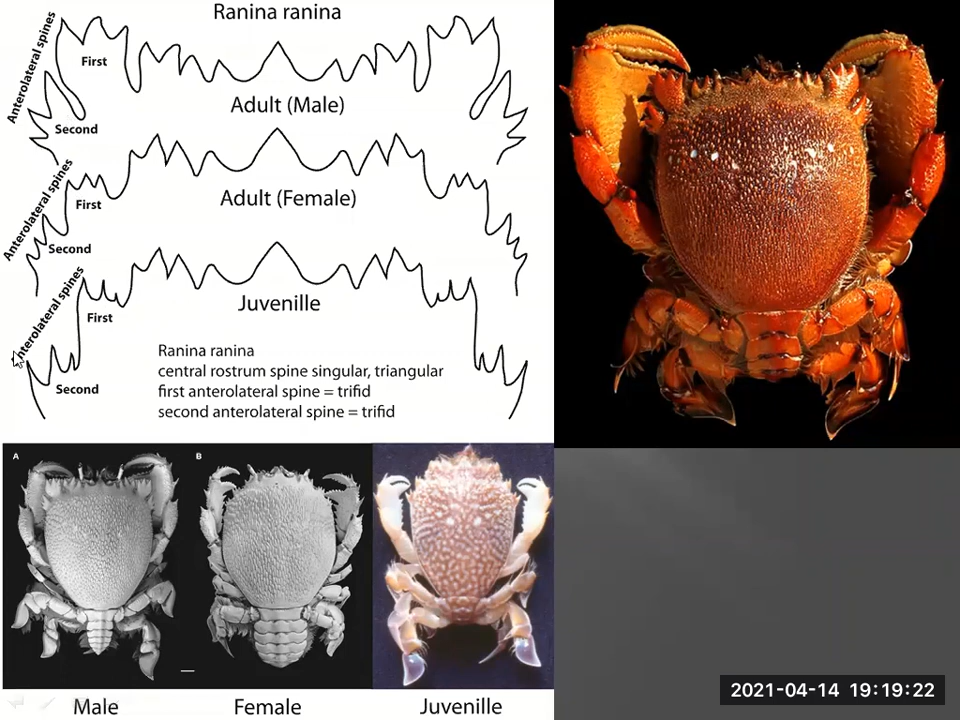 Ranina ranina
Anterolateral spines
First
Second
Adult (Male)
Anterolateral spines
First
Second
Adult (Female)
Anterolateral spines
First
Second
Juvenille
Ranina ranina
central rostrum spine singular, triangular
first anterolateral spine = trifid
second anterolateral spine = trifid
A
B
Male
Female
Juvenille
2021-04-14 19:19:22